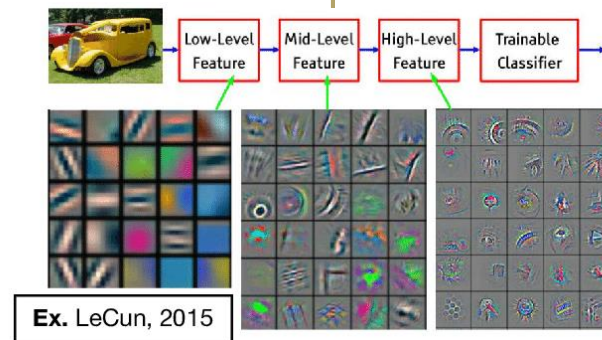 Low-Level
Feature
Mid-Level
Feature
High-Level
Feature
Trainable
Classifier
Ex. LeCun, 2015